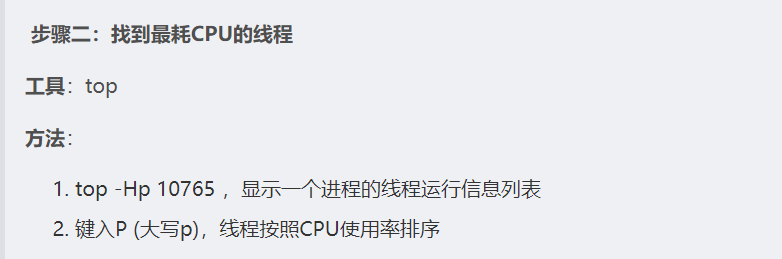 步骤二：找到最耗CPU的线程
工具：top
方法：
1. top -Hp 10765 ，显示一个进程的线程运行信息列表
2. 键入P (大写p)，线程按照CPU使用率排序